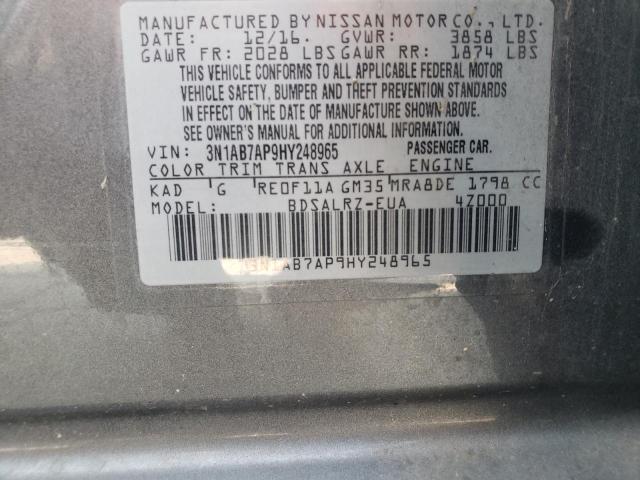 MANUFACTURED BY NISSAN MOTOR CO., LTD.
DATE: 12/16. GVWR: 3858 LBS
GAWR FR: 2028 LBS GAWR RR: 1874 LBS
THIS VEHICLE CONFORMS TO ALL APPLICABLE FEDERAL MOTOR
VEHICLE SAFETY, BUMPER AND THEFT PREVENTION STANDARDS
IN EFFECT ON THE DATE OF MANUFACTURE SHOWN ABOVE.
SEE OWNER'S MANUAL FOR ADDITIONAL INFORMATION.
VIN: 3N1AB7AP9HY248965 PASSENGER CAR.
COLOR TRIM TRANS AXLE ENGINE
KAD G RE0F11A GM35 MRA8DE 1798 CC
MODEL: BDSALRZ-EUA 4Z000
3N1AB7AP9HY248965